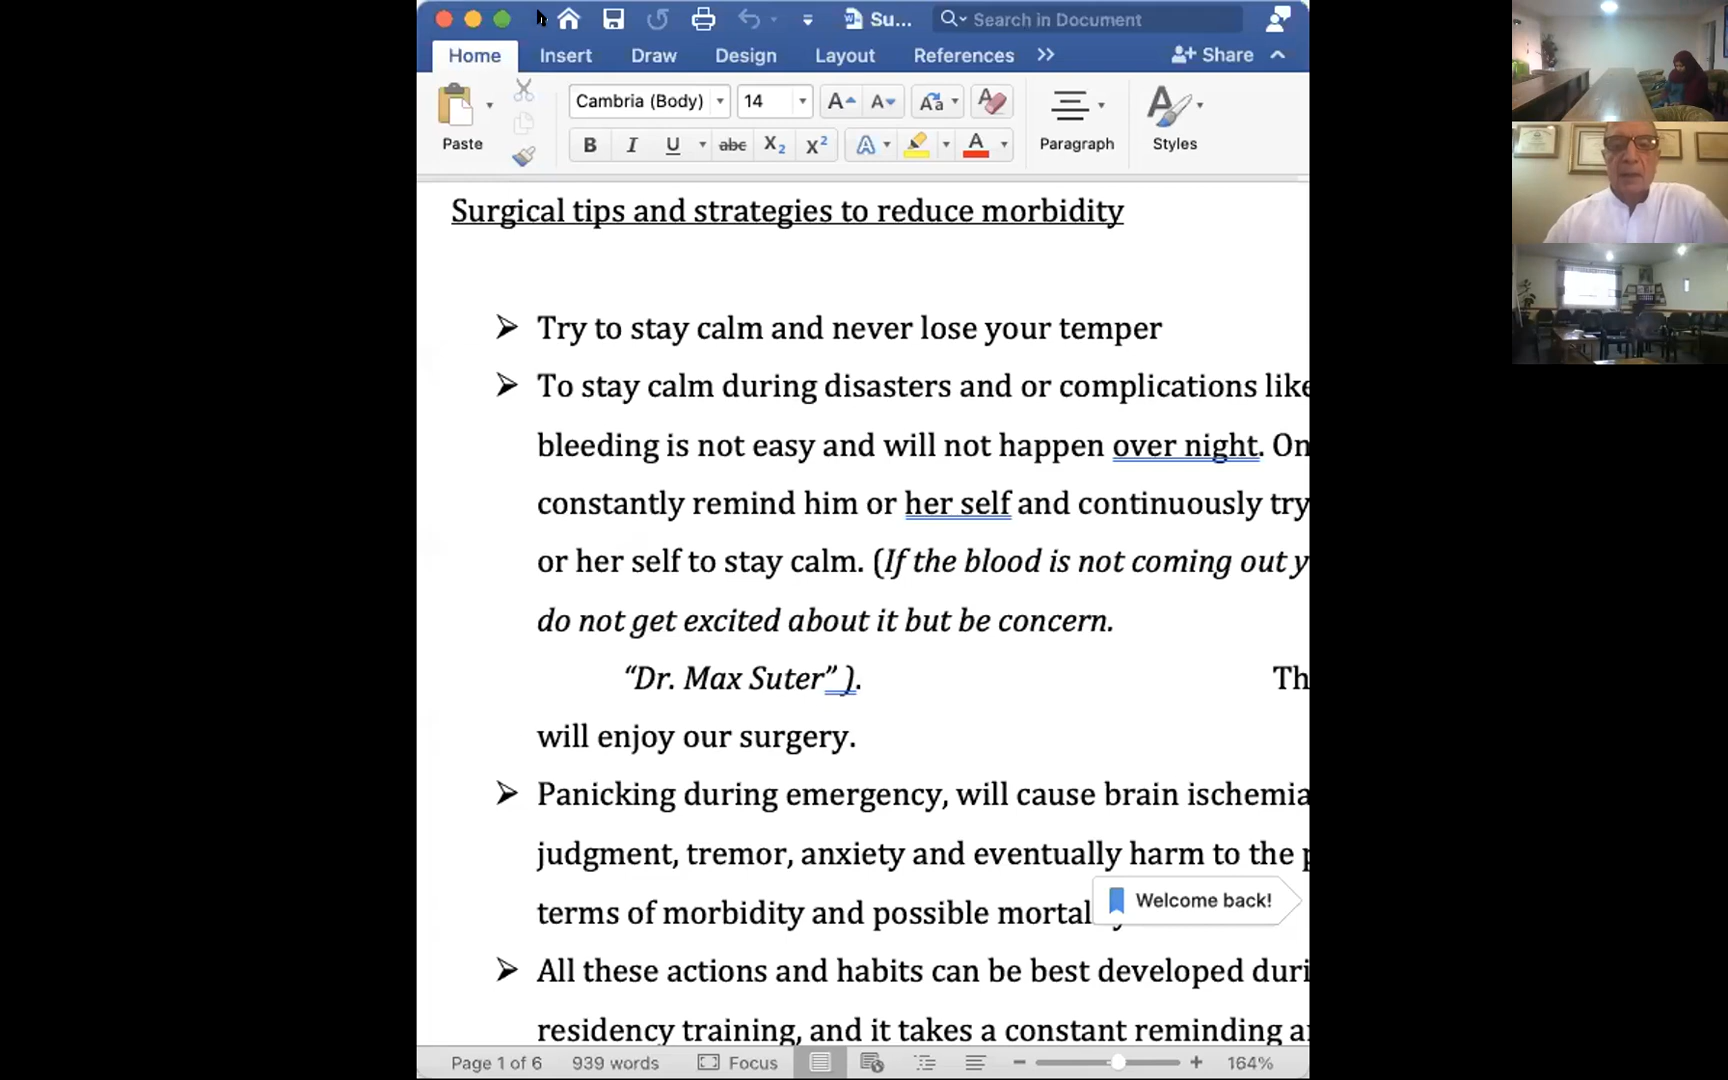 Su...
Search in Document
Home
Insert
Draw
Design
Layout
References
Share
Paste
Cambria (Body)
14
Paragraph
Styles
Surgical tips and strategies to reduce morbidity
➢ Try to stay calm and never lose your temper
➢ To stay calm during disasters and or complications like
bleeding is not easy and will not happen over night. On
constantly remind him or her self and continuously try
or her self to stay calm. (If the blood is not coming out y
do not get excited about it but be concern.
“Dr. Max Suter” ). Th
will enjoy our surgery.
➢ Panicking during emergency, will cause brain ischemia
judgment, tremor, anxiety and eventually harm to the p
terms of morbidity and possible mortal
Welcome back!
➢ All these actions and habits can be best developed duri
residency training, and it takes a constant reminding a
Page 1 of 6 939 words Focus 164%